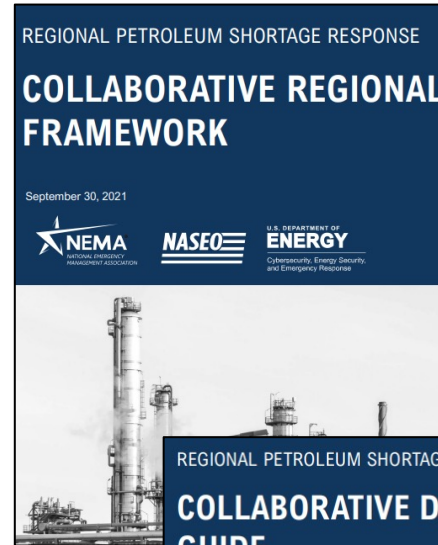 REGIONAL PETROLEUM SHORTAGE RESPONSE
COLLABORATIVE REGIONAL
FRAMEWORK
September 30, 2021
NEMA
NATIONAL EMERGENCY
MANAGEMENT ASSOCIATION
NASEO
U.S. DEPARTMENT OF
ENERGY
Cybersecurity, Energy Security,
and Emergency Response
REGIONAL PETROLEUM SHORTAG
COLLABORATIVE D
GUIDE